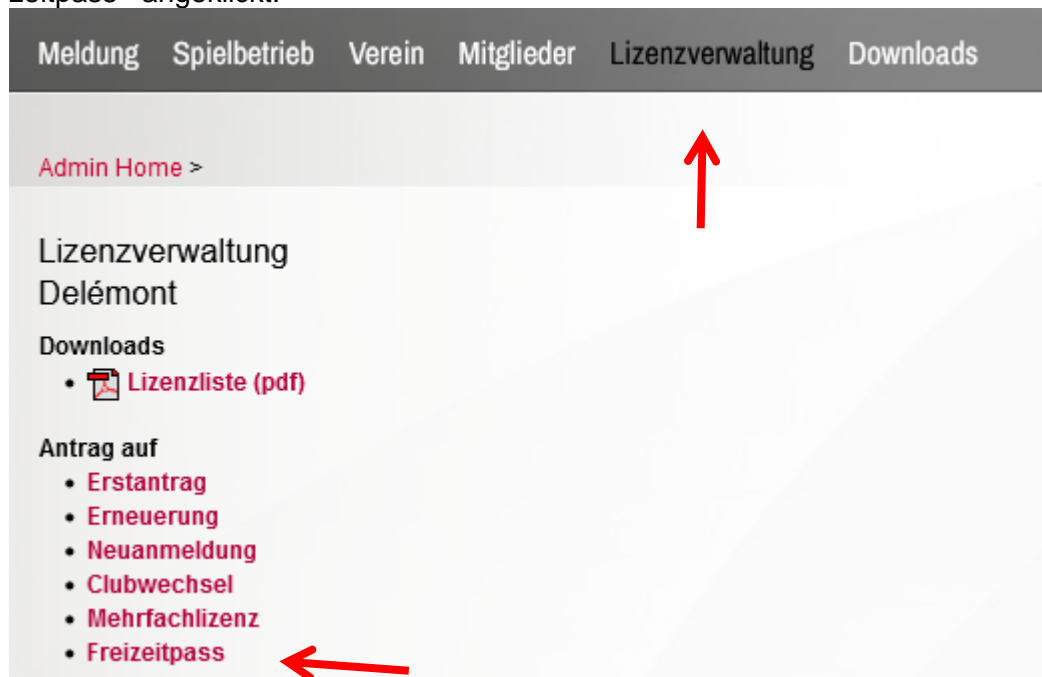 angeklickt.
Meldung Spielbetrieb Verein Mitglieder Lizenzverwaltung Downloads
Admin Home >
Lizenzverwaltung
Delémont
Downloads
• Lizenzliste (pdf)
Antrag auf
• Erstantrag
• Erneuerung
• Neuanmeldung
• Clubwechsel
• Mehrfachlizenz
• Freizeitpass